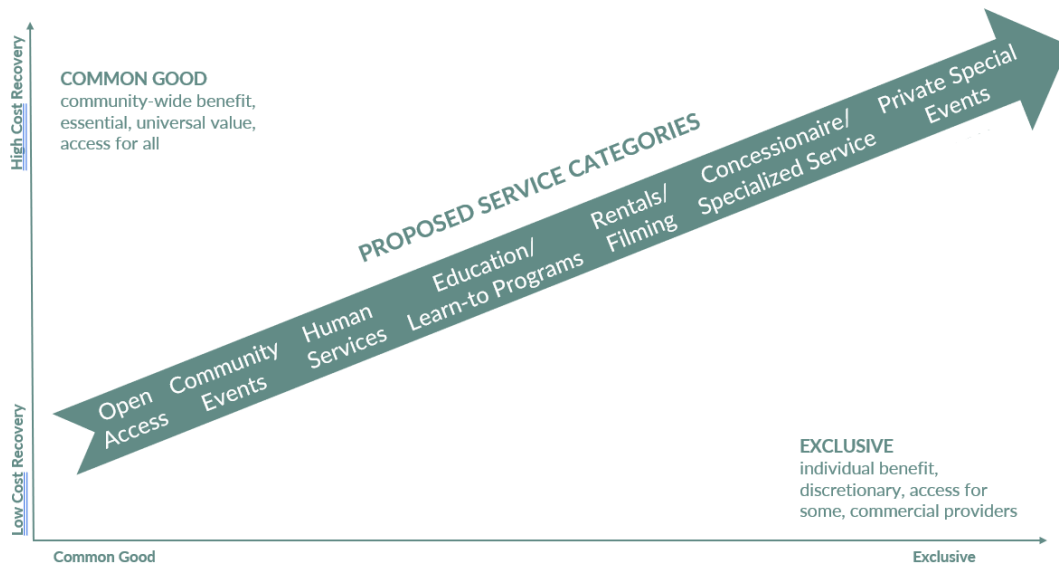 High Cost Recovery
COMMON GOOD
community-wide benefit,
essential, universal value,
access for all
PROPOSED SERVICE CATEGORIES
Open
Access
Community
Events
Human
Services
Education/
Learn-to Programs
Rentals/
Filming
Concessionaire/
Specialized Service
Private Special
Events
Low Cost Recovery
EXCLUSIVE
individual benefit,
discretionary, access for
some, commercial providers
Common Good
Exclusive